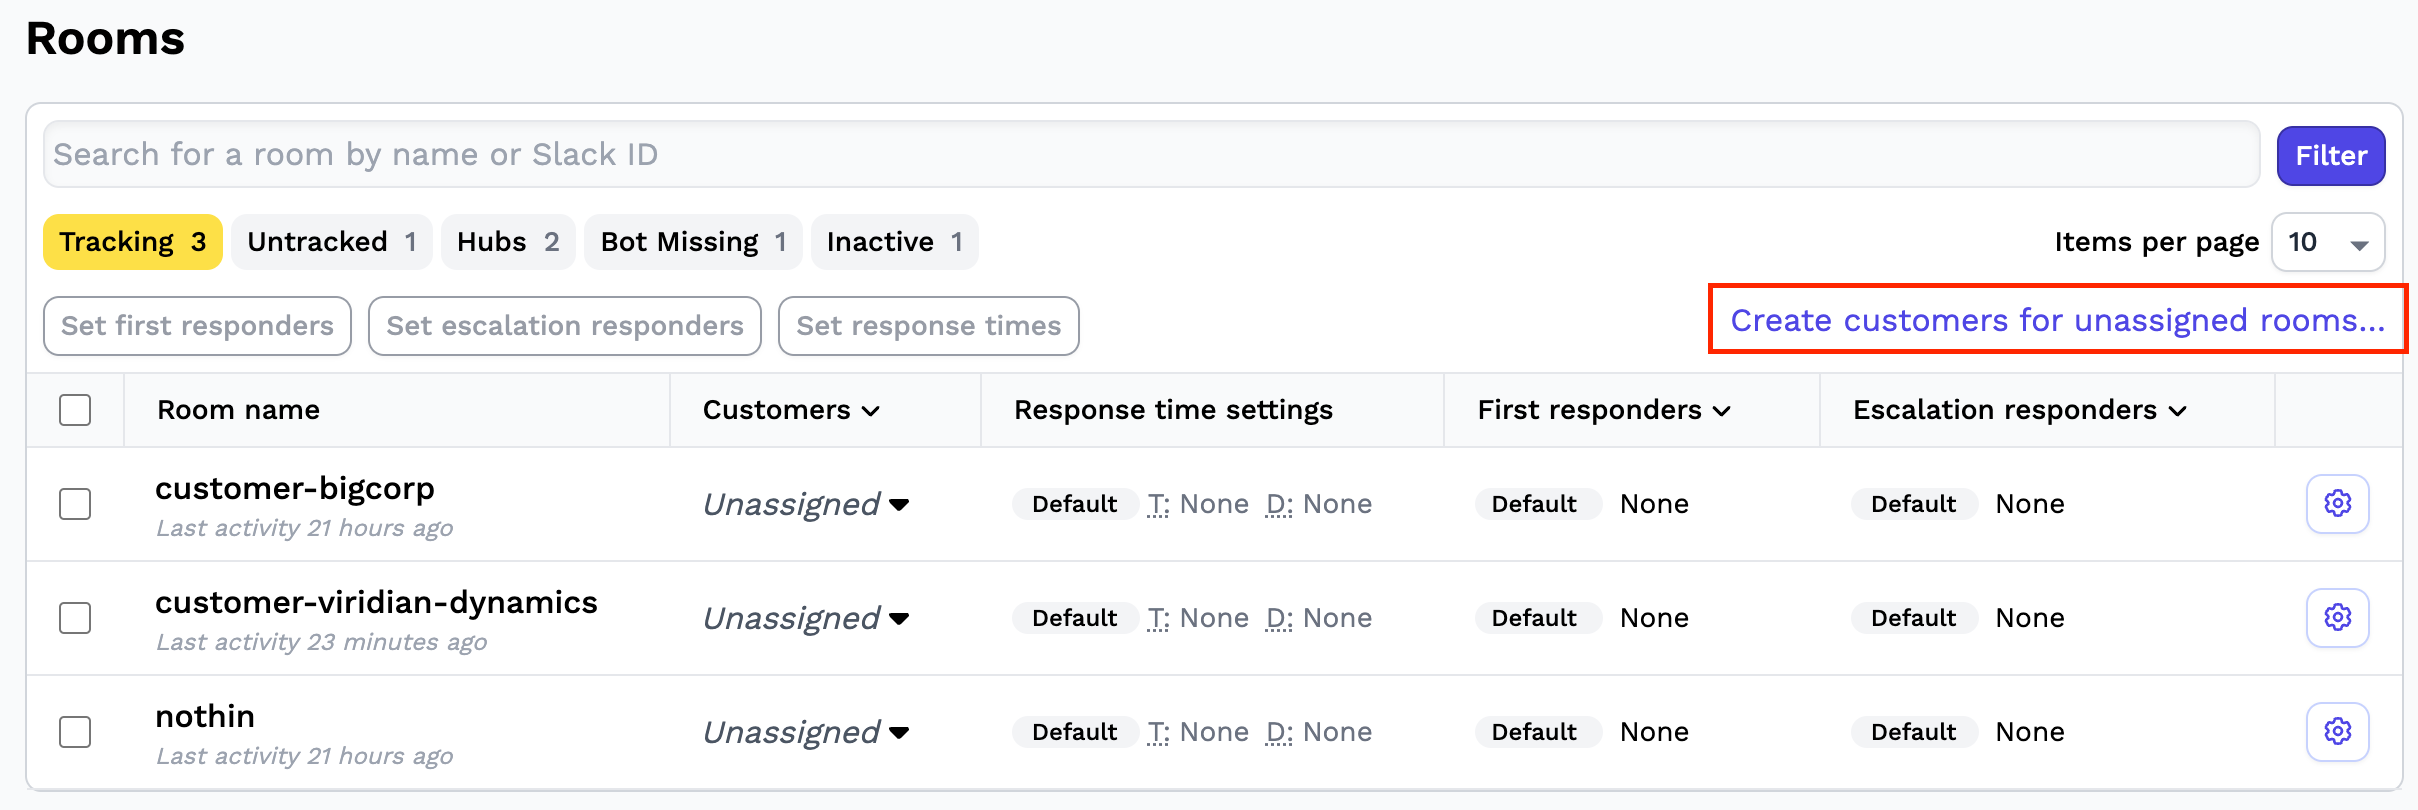 Rooms
Search for a room by name or Slack ID
Filter
Tracking 3 Untracked 1 Hubs 2 Bot Missing 1 Inactive 1
Items per page 10
Set first responders Set escalation responders Set response times
Create customers for unassigned rooms...
Room name Customers Response time settings First responders Escalation responders
customer-bigcorp
Last activity 21 hours ago
Unassigned Default T: None D: None Default None Default None
customer-viridian-dynamics
Last activity 23 minutes ago
Unassigned Default T: None D: None Default None Default None
nothin
Last activity 21 hours ago
Unassigned Default T: None D: None Default None Default None